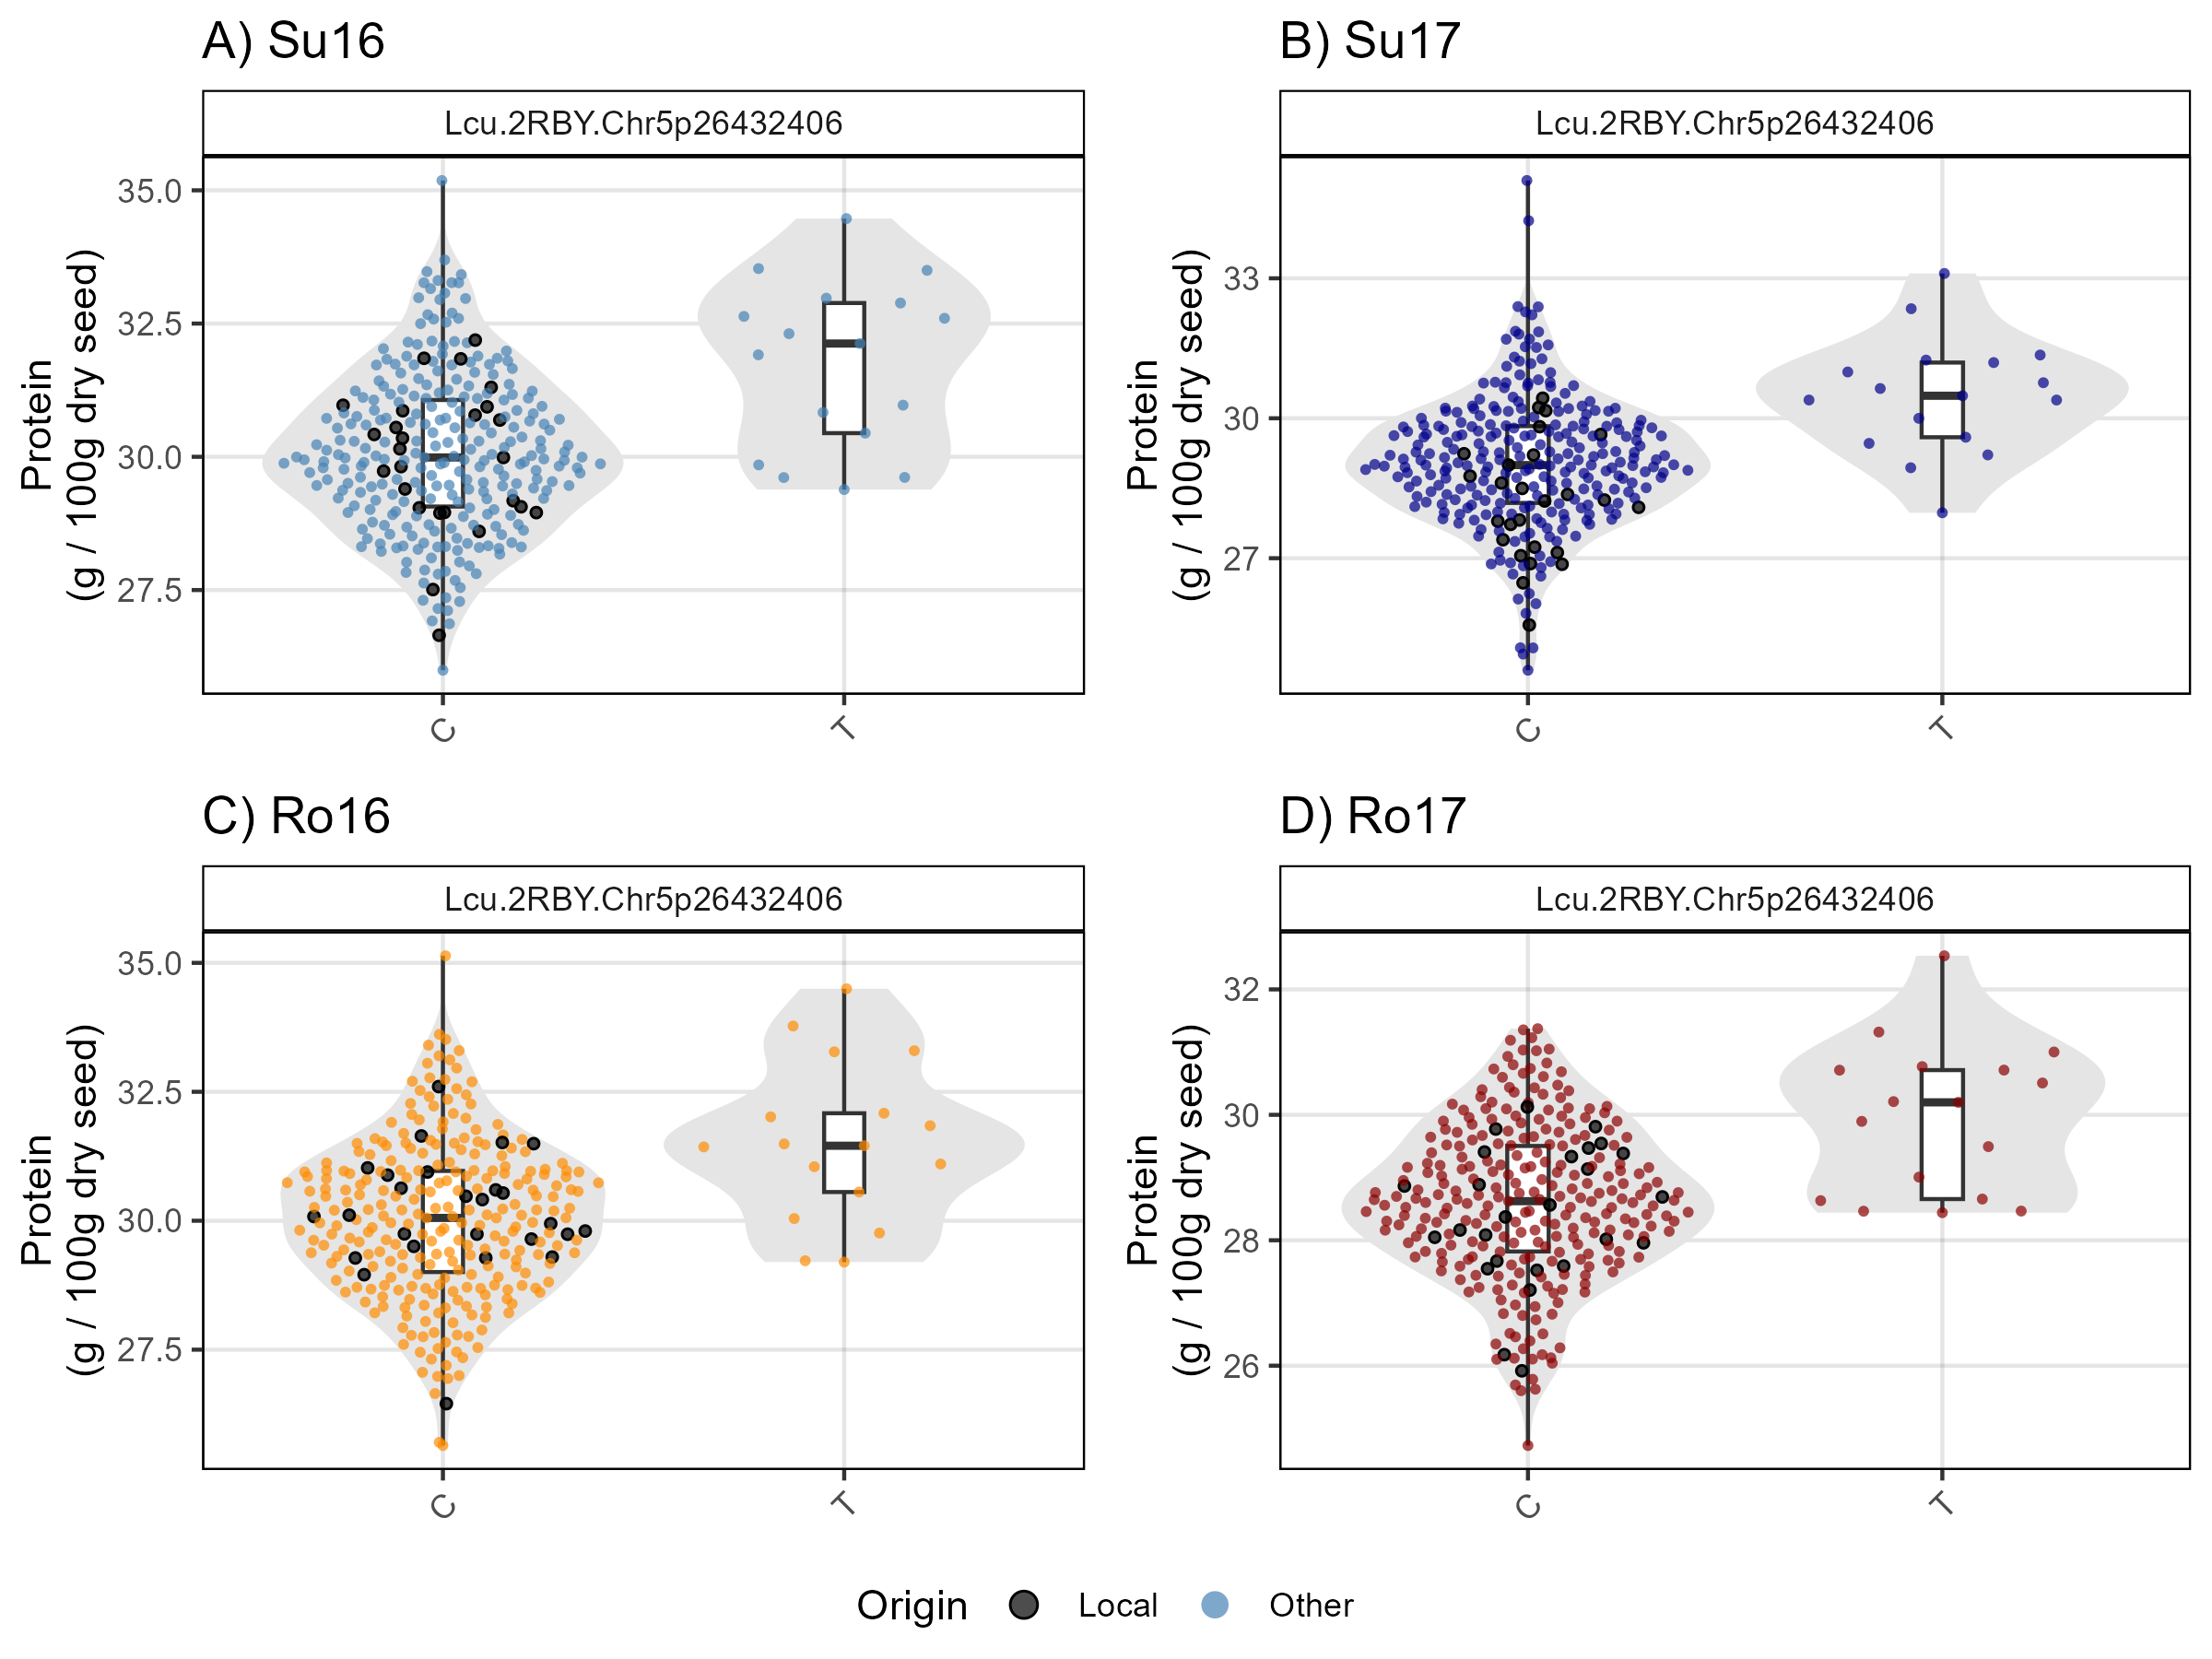 A) Su16
Lcu.2RBY.Chr5p26432406
Protein
(g / 100g dry seed)
35.0
32.5
30.0
27.5
C
T
B) Su17
Lcu.2RBY.Chr5p26432406
Protein
(g / 100g dry seed)
33
30
27
C
T
C) Ro16
Lcu.2RBY.Chr5p26432406
Protein
(g / 100g dry seed)
35.0
32.5
30.0
27.5
C
T
D) Ro17
Lcu.2RBY.Chr5p26432406
Protein
(g / 100g dry seed)
32
30
28
26
C
T
Origin Local Other